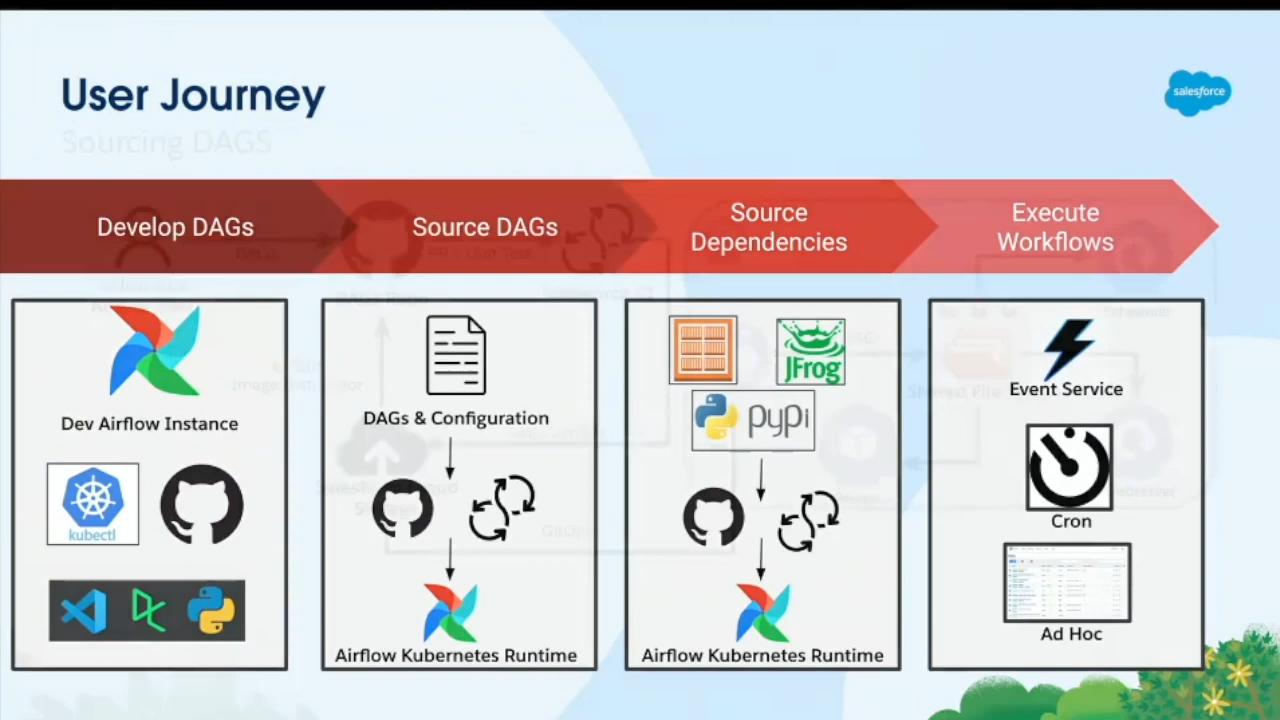 User Journey
Sourcing DAGS
salesforce
Develop DAGs
Source DAGs
Source
Dependencies
Execute
Workflows
Dev Airflow Instance
kubectl
DAGs & Configuration
Airflow Kubernetes Runtime
JFrog
pypi
Airflow Kubernetes Runtime
Event Service
Cron
Ad Hoc